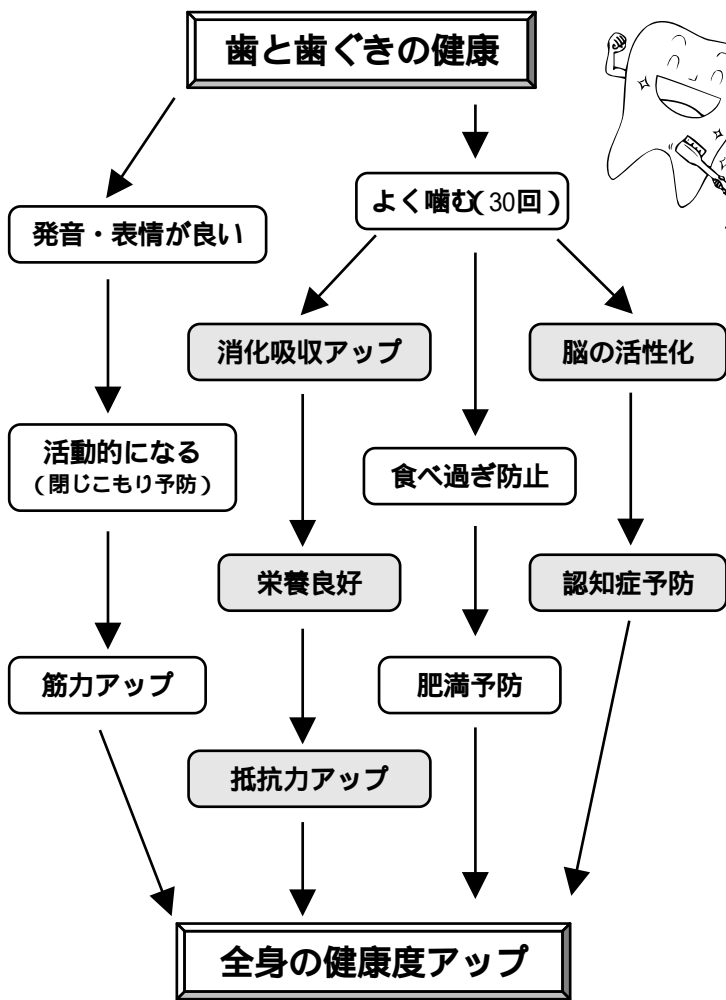 歯と歯ぐきの健康
発音・表情が良い
よく噛む(30回)
消化吸収アップ
脳の活性化
活動的になる
(閉じこもり予防)
食べ過ぎ防止
栄養良好
認知症予防
筋力アップ
肥満予防
抵抗力アップ
全身の健康度アップ